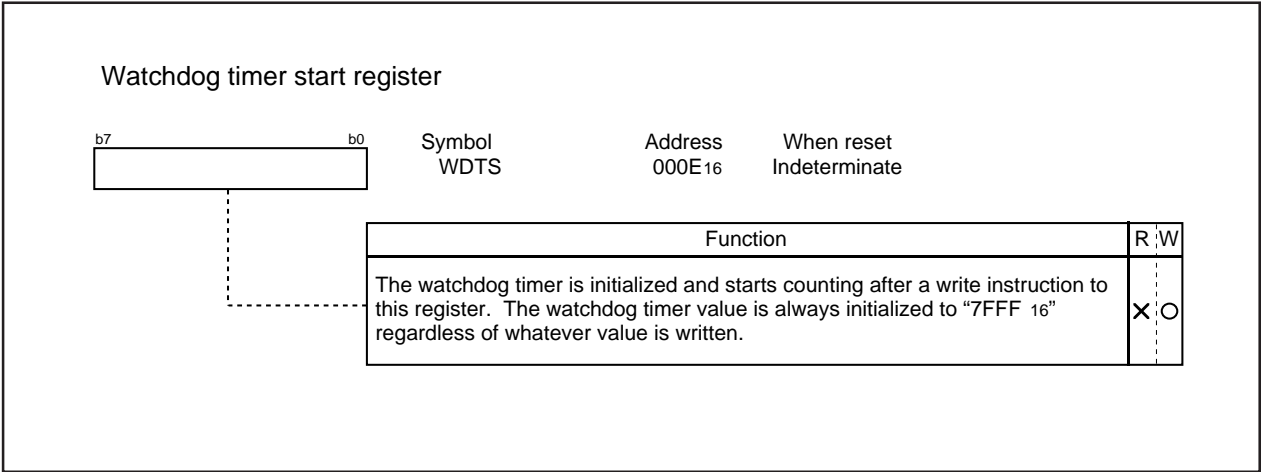 Watchdog timer start register
b7 b0 Symbol Address When reset
WDTS 000E16 Indeterminate
Function R W
The watchdog timer is initialized and starts counting after a write instruction to
this register. The watchdog timer value is always initialized to “7FFF 16”
regardless of whatever value is written.